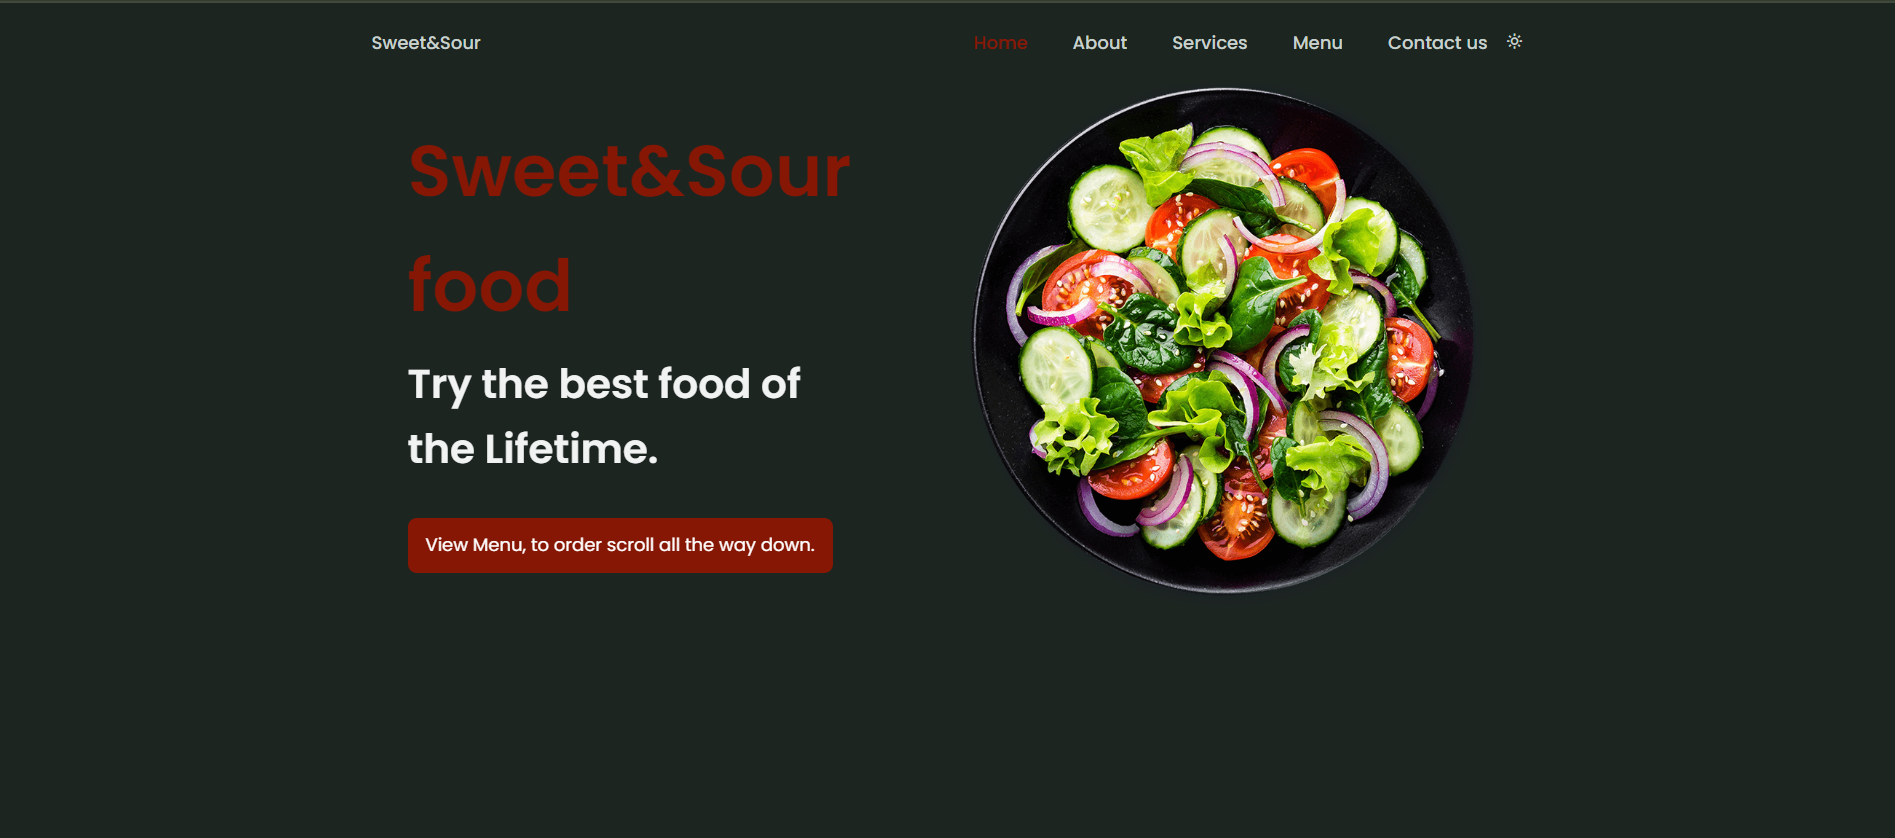 Sweet&Sour
Home About Services Menu Contact us
Sweet&Sour
food
Try the best food of
the Lifetime.
View Menu, to order scroll all the way down.